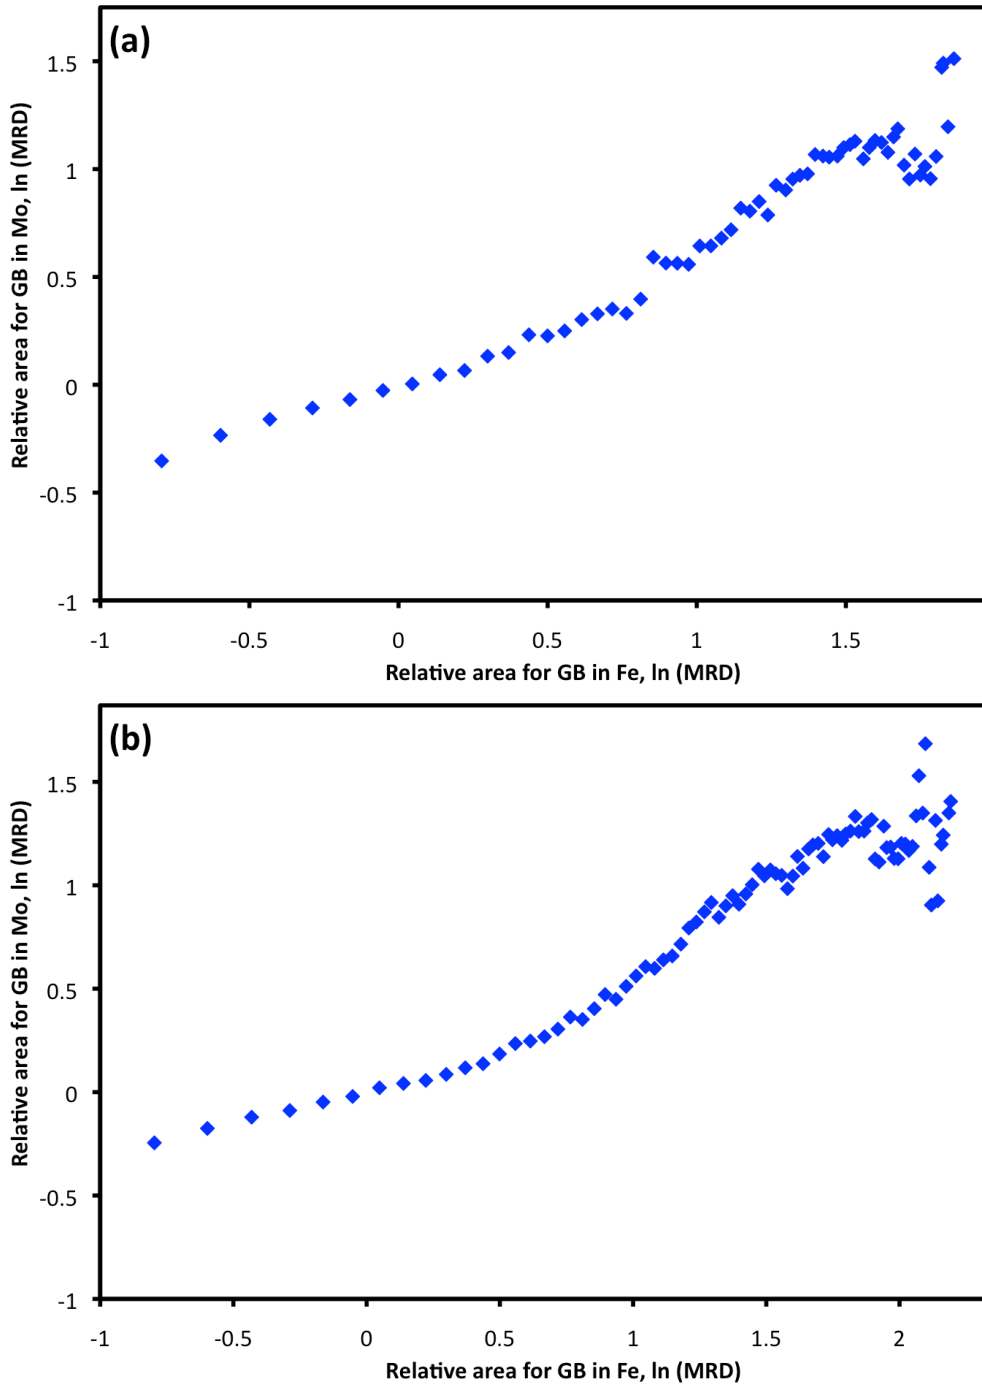 (a)
Relative area for GB in Mo, ln (MRD)
1.5
1
0.5
0
-0.5
-1
-1 -0.5 0 0.5 1 1.5
Relative area for GB in Fe, ln (MRD)
(b)
Relative area for GB in Mo, ln (MRD)
1.5
1
0.5
0
-0.5
-1
-1 -0.5 0 0.5 1 1.5 2
Relative area for GB in Fe, ln (MRD)